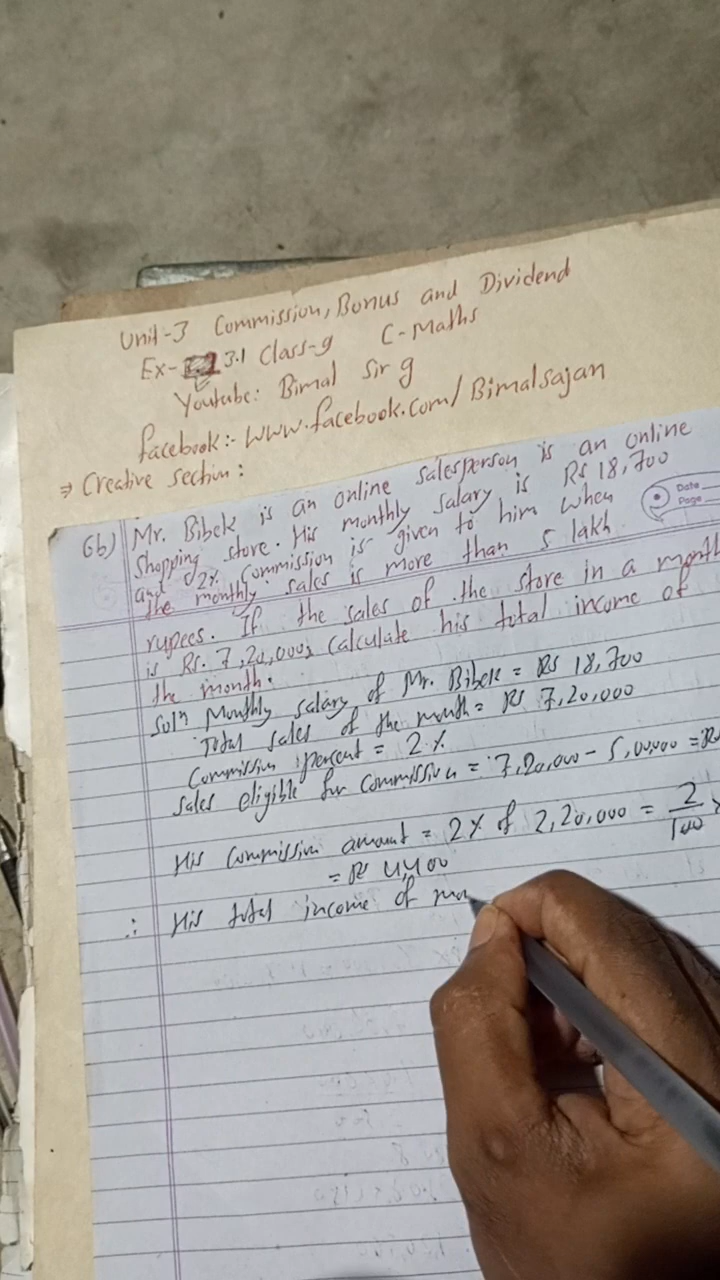 Unit-3 Commission, Bonus and Dividend
Ex- 3.1 Class-9 C-Maths
Youtube: Bimal Sir g
facebook:- www.facebook.com/Bimalsajan
⇒ Creative section:
6b) Mr. Bibek is an online salesperson is an online
Shopping store. His monthly salary is Rs 18,700
and 2% Commission is given to him when
the monthly sales is more than 5 lakh
rupees. If the sales of the store in a month
is Rs. 7,20,000, calculate his total income of
the month.
Solⁿ Monthly salary of Mr. Bibek = Rs 18,700
Total sales of the month = Rs 7,20,000
Commission percent = 2%
Sales eligible for Commission = 7,20,000 - 5,00,000 = R
His Commission amount = 2% of 2,20,000 = 2/100 ×
= Rs 4,400
∴ His total income of mo
Date
Page